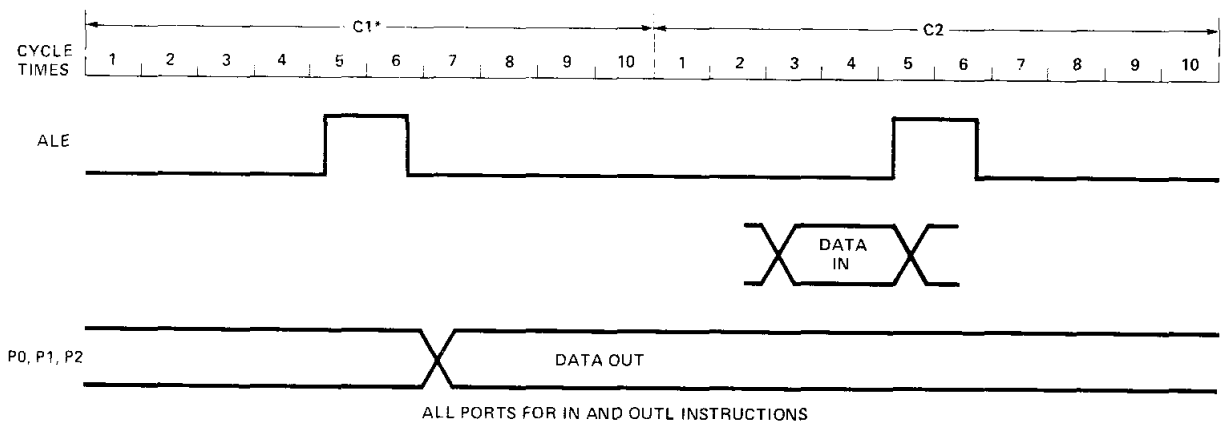 C1* C2
CYCLE TIMES 1 2 3 4 5 6 7 8 9 10 1 2 3 4 5 6 7 8 9 10
ALE
DATA
IN
P0, P1, P2 DATA OUT
ALL PORTS FOR IN AND OUTL INSTRUCTIONS